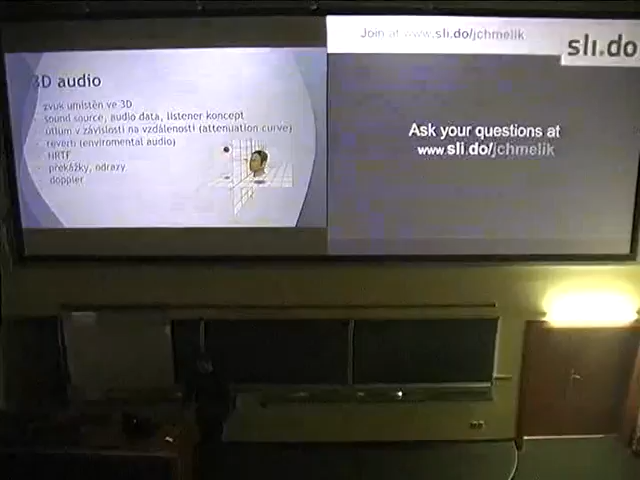 3D audio
zvuk umístěn ve 3D
sound source, audio data, listener koncept
útlum v závislosti na vzdálenosti (attenuation curve)
reverb (enviromental audio)
HRTF
překážky, odrazy
doppler
Join at www.sli.do/jchmelik
sli.do
Ask your questions at
www.sli.do/jchmelik